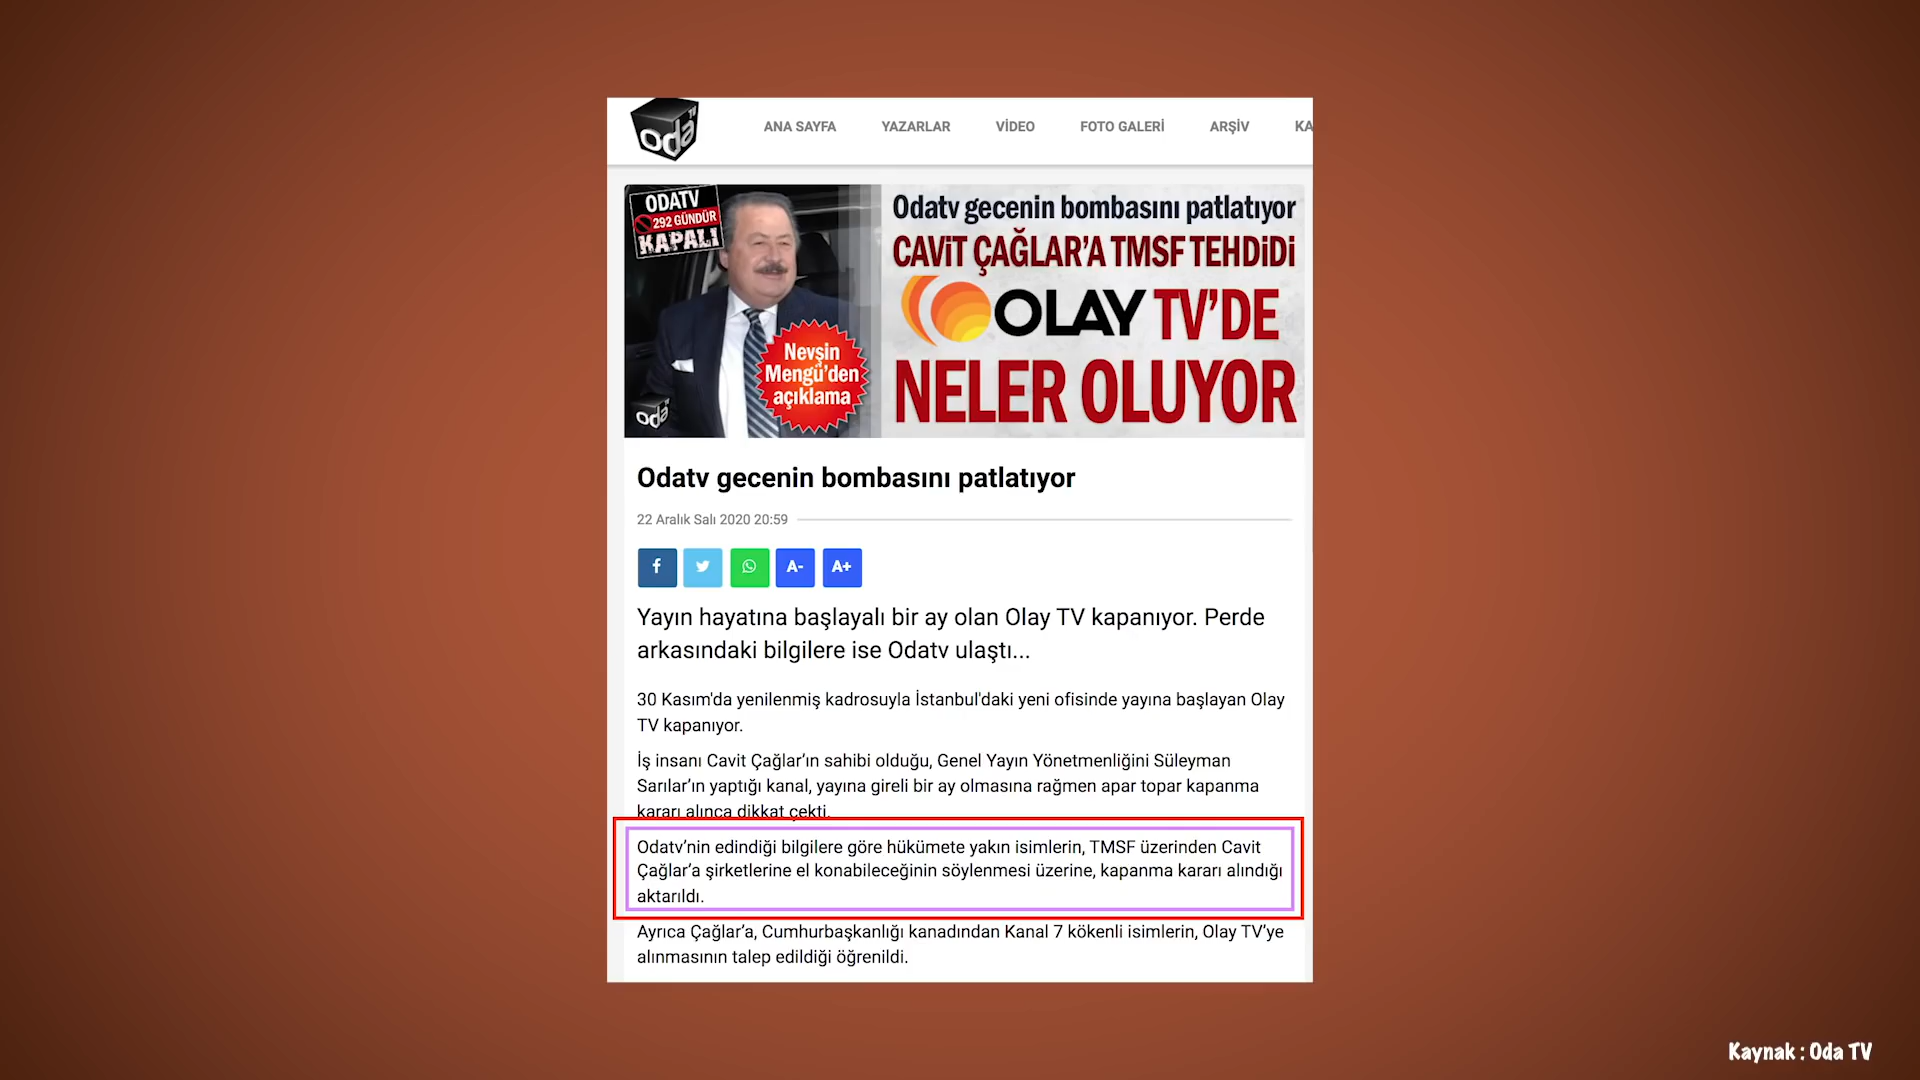 oda TV
ANA SAYFA YAZARLAR VİDEO FOTO GALERİ ARŞİV KA
ODATV
292 GÜNDÜR
KAPALI
Odatv gecenin bombasını patlatıyor
CAVİT ÇAĞLAR'A TMSF TEHDİDİ
OLAY TV'DE
NELER OLUYOR
Nevşin
Mengü'den
açıklama
oda TV
Odatv gecenin bombasını patlatıyor
22 Aralık Salı 2020 20:59
A- A+
Yayın hayatına başlayalı bir ay olan Olay TV kapanıyor. Perde
arkasındaki bilgilere ise Odatv ulaştı...
30 Kasım'da yenilenmiş kadrosuyla İstanbul'daki yeni ofisinde yayına başlayan Olay
TV kapanıyor.
İş insanı Cavit Çağlar’ın sahibi olduğu, Genel Yayın Yönetmenliğini Süleyman
Sarılar’ın yaptığı kanal, yayına gireli bir ay olmasına rağmen apar topar kapanma
kararı alınca dikkat çekti.
Odatv’nin edindiği bilgilere göre hükümete yakın isimlerin, TMSF üzerinden Cavit
Çağlar’a şirketlerine el konabileceğinin söylenmesi üzerine, kapanma kararı alındığı
aktarıldı.
Ayrıca Çağlar’a, Cumhurbaşkanlığı kanadından Kanal 7 kökenli isimlerin, Olay TV’ye
alınmasının talep edildiği öğrenildi.
Kaynak : Oda TV